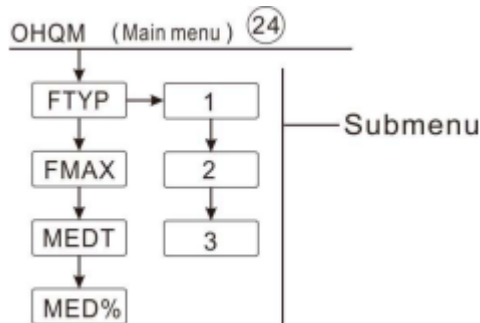 OHQM (Main menu) 24
FTYP 1
Submenu
FMAX 2
MEDT 3
MED%